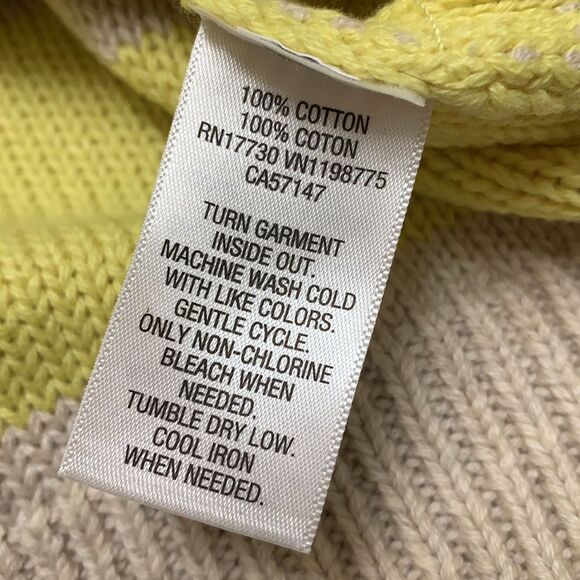 100% COTTON
100% COTON
RN17730 VN1198775
CA57147
TURN GARMENT
INSIDE OUT.
MACHINE WASH COLD
WITH LIKE COLORS.
GENTLE CYCLE.
ONLY NON-CHLORINE
BLEACH WHEN
NEEDED.
TUMBLE DRY LOW.
COOL IRON
WHEN NEEDED.